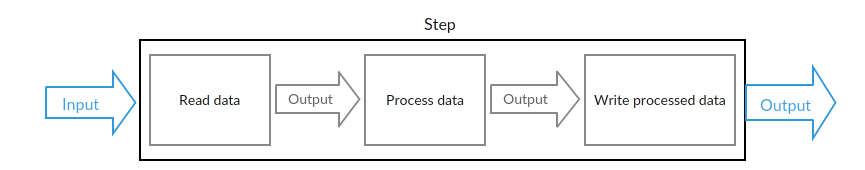 Step
Input
Read data
Output
Process data
Output
Write processed data
Output